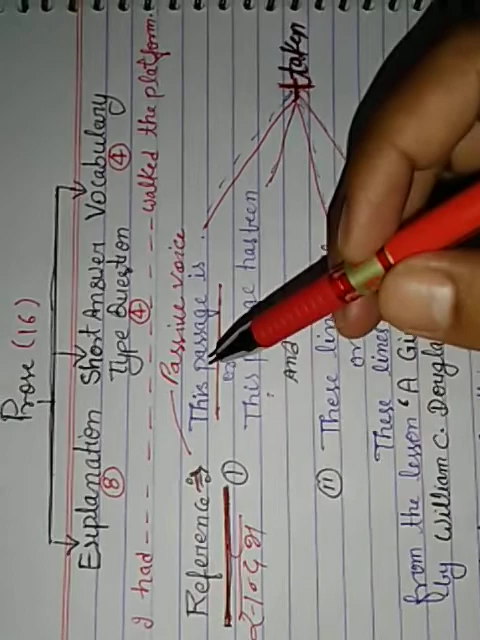 Prose (16)
Explanation Short Answer Vocabulary
⑧ Type Question ④
④
I had - - - - - - - - - walked the platform.
Passive voice
Reference⇒ This passage is . taken
① or
This has been
And
ⓘⓘ These
or
These lines
from the lesson 'A Gi
by William C. Dougla